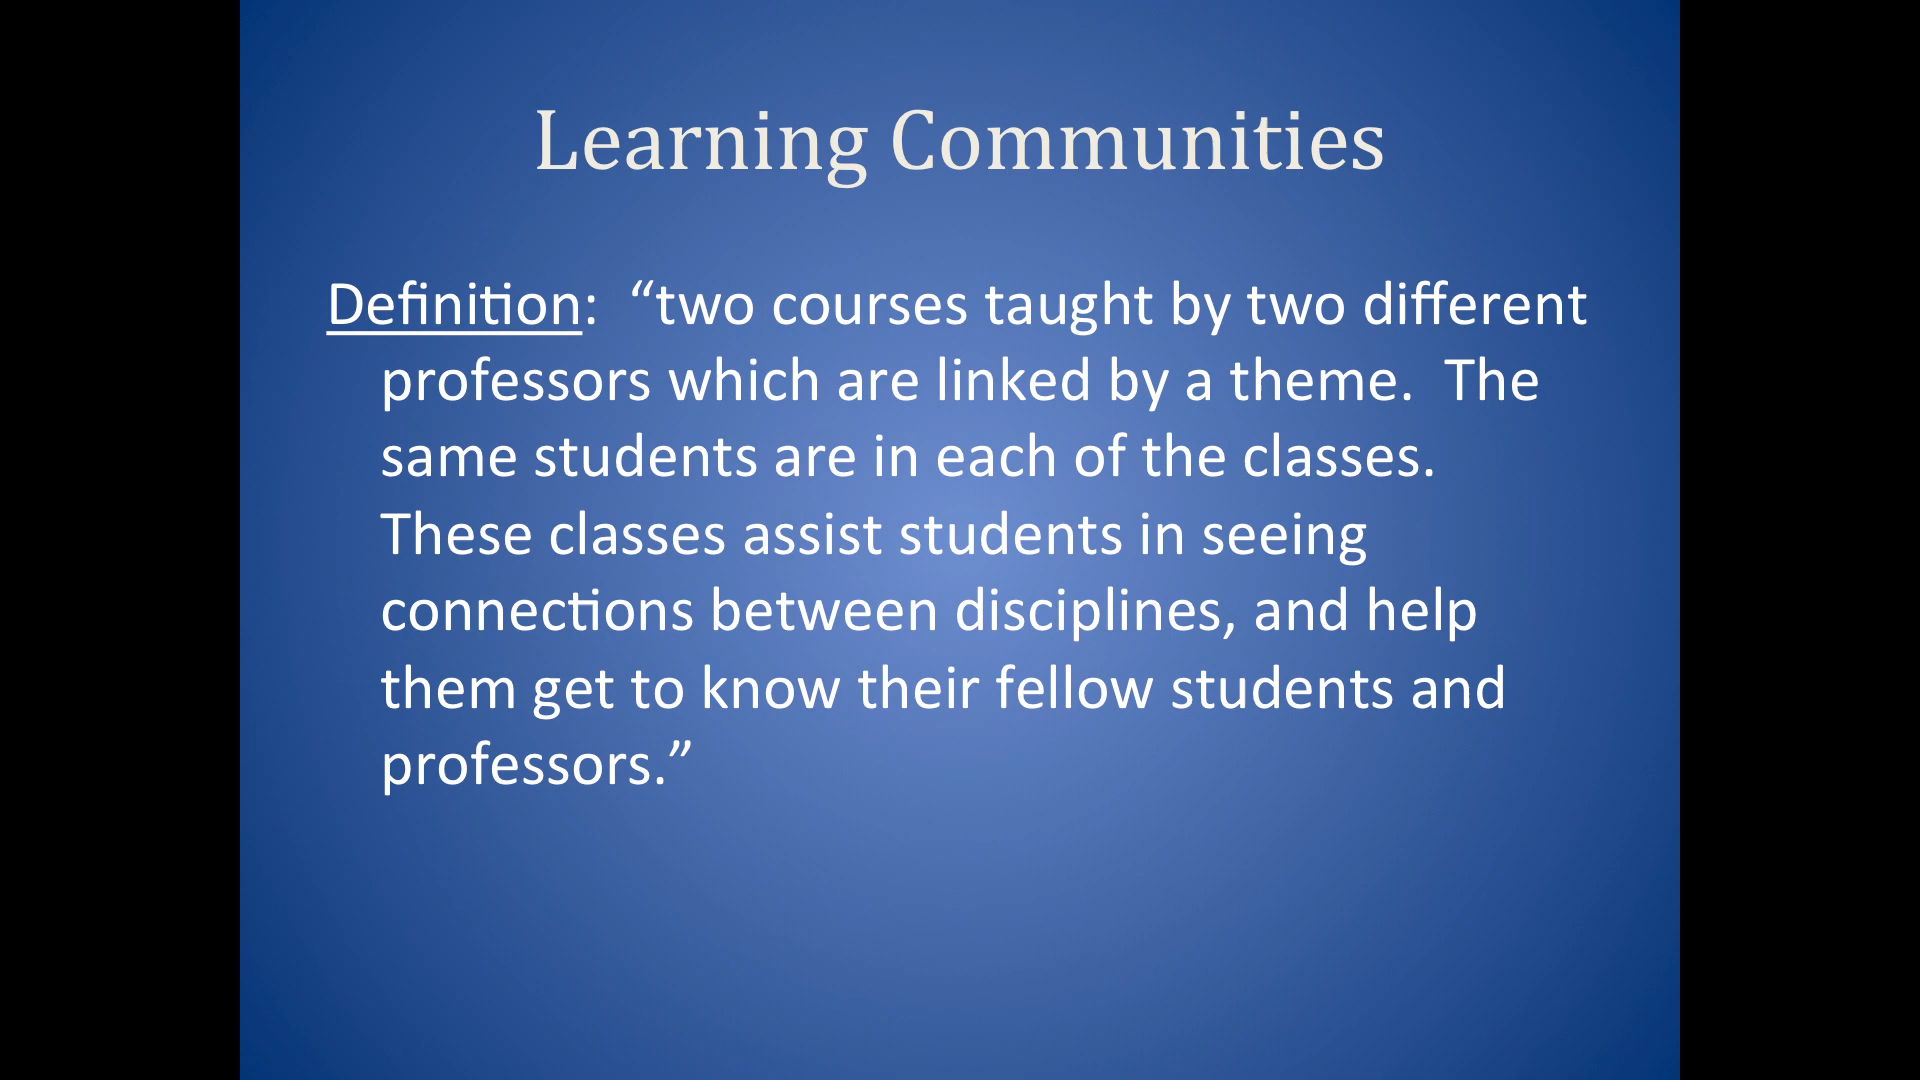 Learning Communities
Definition:  “two courses taught by two different
professors which are linked by a theme.  The
same students are in each of the classes.
These classes assist students in seeing
connections between disciplines, and help
them get to know their fellow students and
professors.”